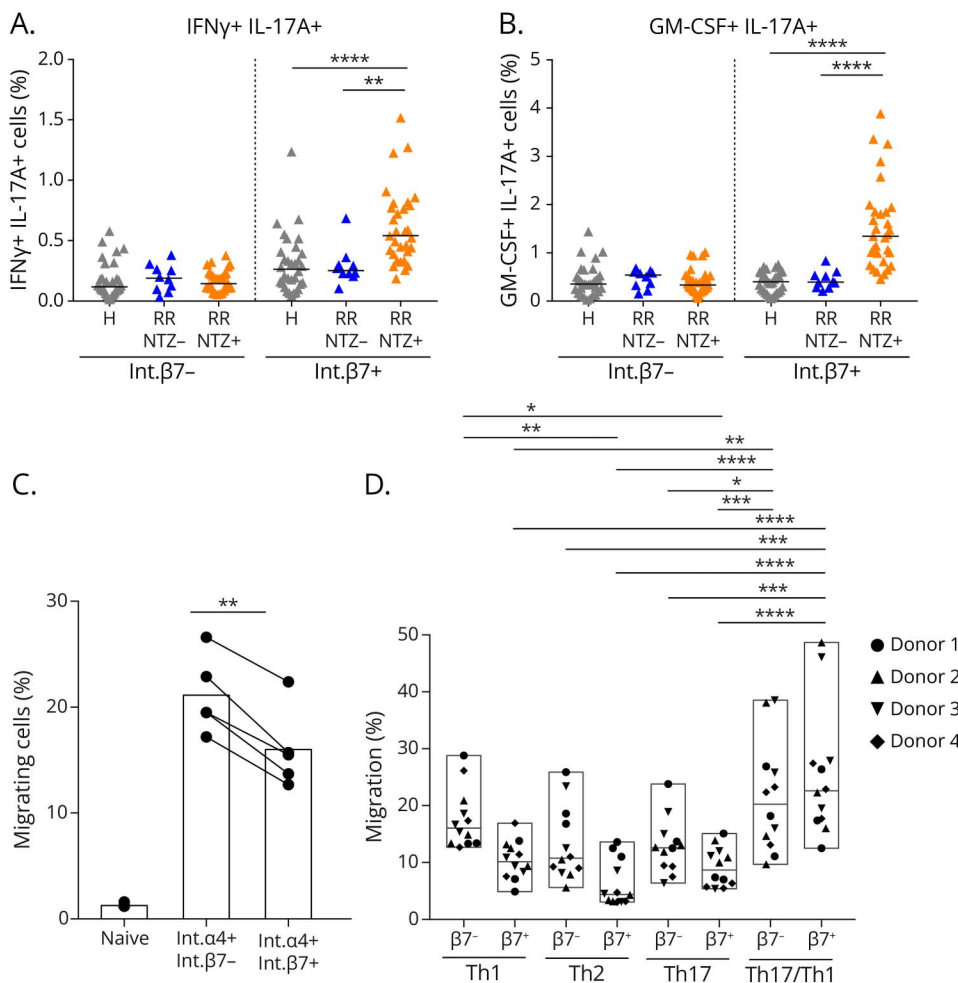 A.
IFNγ+ IL-17A+
IFNγ+ IL-17A+ cells (%)
2.0
1.5
1.0
0.5
0.0
****
**
H RR RR H RR RR
NTZ− NTZ+ NTZ− NTZ+
Int.β7− Int.β7+
B.
GM-CSF+ IL-17A+
GM-CSF+ IL-17A+ cells (%)
5
4
3
2
1
0
****
****
H RR RR H RR RR
NTZ− NTZ+ NTZ− NTZ+
Int.β7− Int.β7+
C.
Migrating cells (%)
30
20
10
0
**
Naive Int.α4+ Int.α4+
Int.β7− Int.β7+
D.
*
**
**
****
*
***
****
***
****
***
****
Migration (%)
50
40
30
20
10
0
β7⁻ β7⁺ β7⁻ β7⁺ β7⁻ β7⁺ β7⁻ β7⁺
Th1 Th2 Th17 Th17/Th1
Donor 1
Donor 2
Donor 3
Donor 4